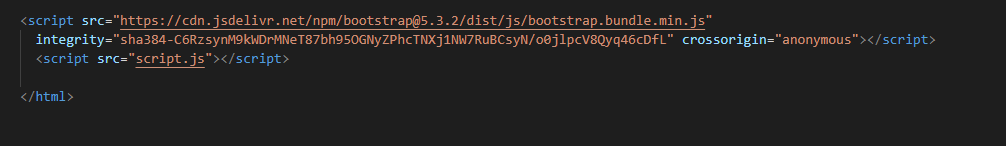 <script src="https://cdn.jsdelivr.net/npm/bootstrap@5.3.2/dist/js/bootstrap.bundle.min.js"
integrity="sha384-C6RzsynM9kWDrMNeT87bh95OGNyZPhcTNXj1NW7RuBCsyN/o0jlpcV8Qyq46cDfL" crossorigin="anonymous"></script>
<script src="script.js"></script>
</html>